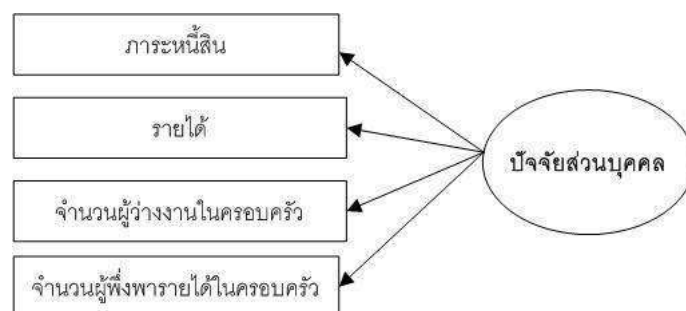 ภาระหนี้สิน
รายได้
จำนวนผู้ว่างงานในครอบครัว
จำนวนผู้พึ่งพารายได้ในครอบครัว
ปัจจัยส่วนบุคคล